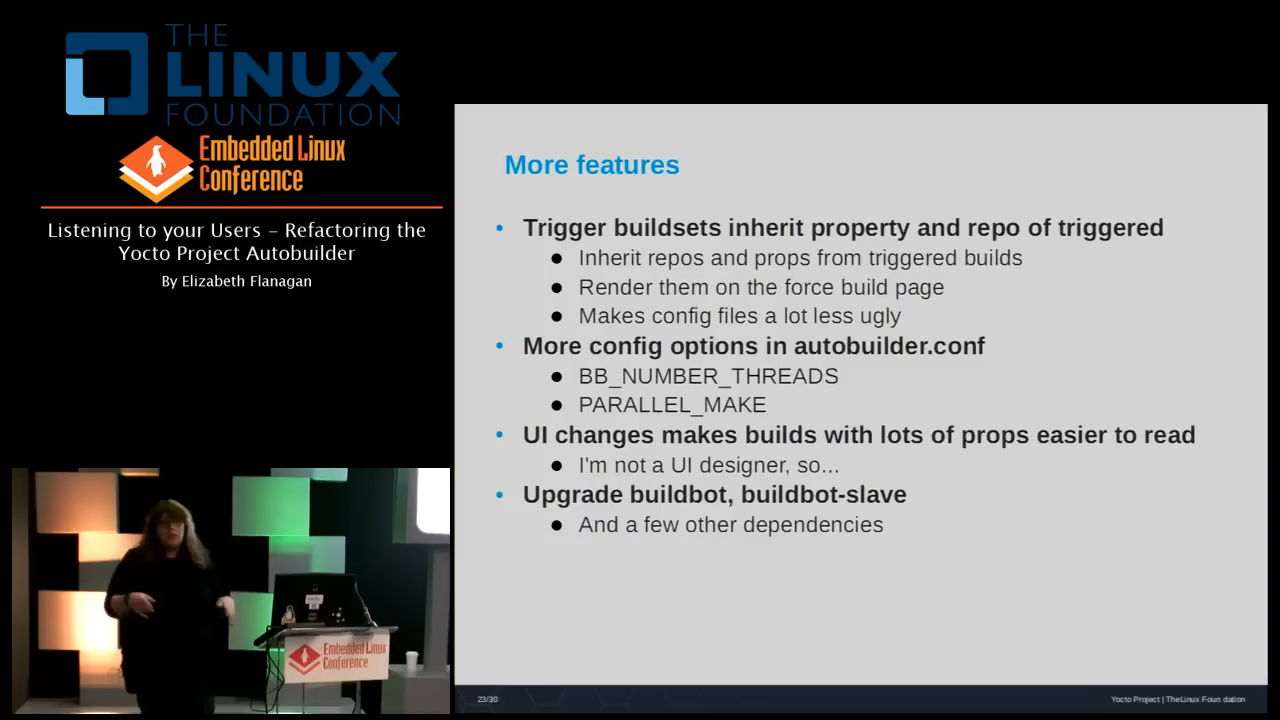 THE
LINUX
FOUNDATION
Embedded Linux
Conference
Listening to your Users – Refactoring the
Yocto Project Autobuilder
By Elizabeth Flanagan
More features
• Trigger buildsets inherit property and repo of triggered
● Inherit repos and props from triggered builds
● Render them on the force build page
● Makes config files a lot less ugly
• More config options in autobuilder.conf
● BB_NUMBER_THREADS
● PARALLEL_MAKE
• UI changes makes builds with lots of props easier to read
● I'm not a UI designer, so...
• Upgrade buildbot, buildbot-slave
● And a few other dependencies
Embedded Linux
Conference
23/30
Yocto Project | TheLinux Foun dation